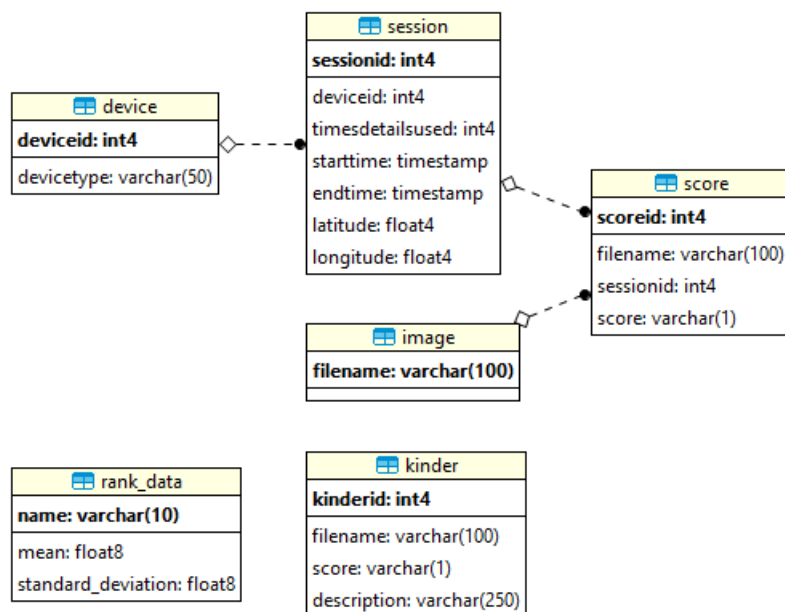 session
sessionid: int4
deviceid: int4
timesdetailsused: int4
starttime: timestamp
endtime: timestamp
latitude: float4
longitude: float4
device
deviceid: int4
devicetype: varchar(50)
score
scoreid: int4
filename: varchar(100)
sessionid: int4
score: varchar(1)
image
filename: varchar(100)
rank_data
name: varchar(10)
mean: float8
standard_deviation: float8
kinder
kinderid: int4
filename: varchar(100)
score: varchar(1)
description: varchar(250)